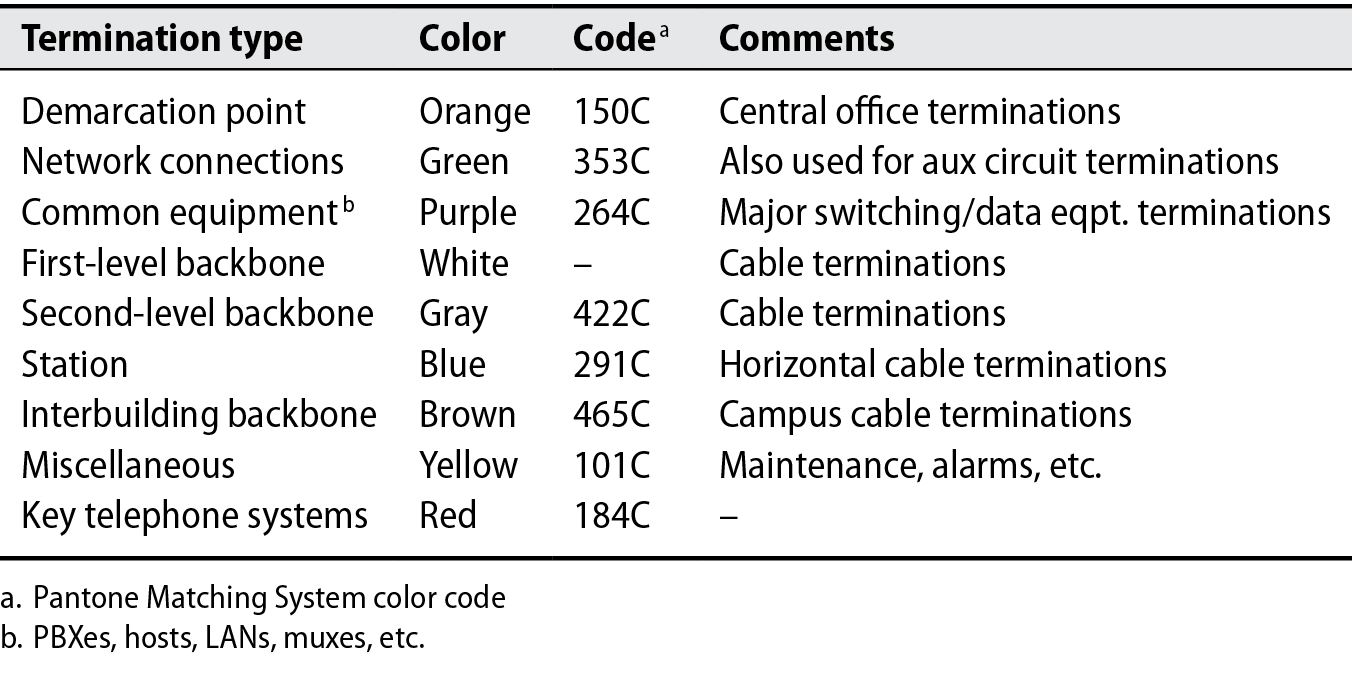 Termination type Color Code a Comments
Demarcation point Orange 150C Central office terminations
Network connections Green 353C Also used for aux circuit terminations
Common equipment b Purple 264C Major switching/data eqpt. terminations
First-level backbone White – Cable terminations
Second-level backbone Gray 422C Cable terminations
Station Blue 291C Horizontal cable terminations
Interbuilding backbone Brown 465C Campus cable terminations
Miscellaneous Yellow 101C Maintenance, alarms, etc.
Key telephone systems Red 184C –
a. Pantone Matching System color code
b. PBXes, hosts, LANs, muxes, etc.